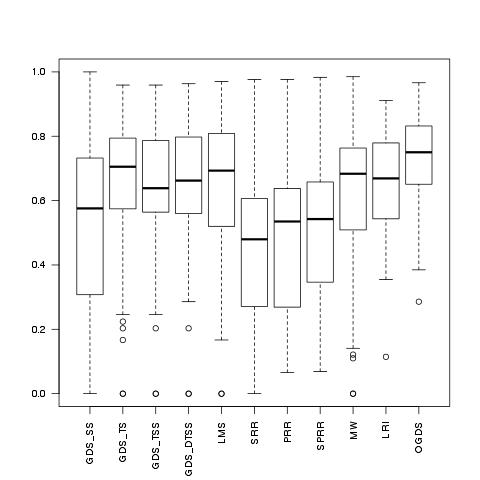 1.0
0.8
0.6
0.4
0.2
0.0
GDS_SS
GDS_TS
GDS_TSS
GDS_DTSS
LMS
SRR
PRR
SPRR
MW
LRI
OGDS